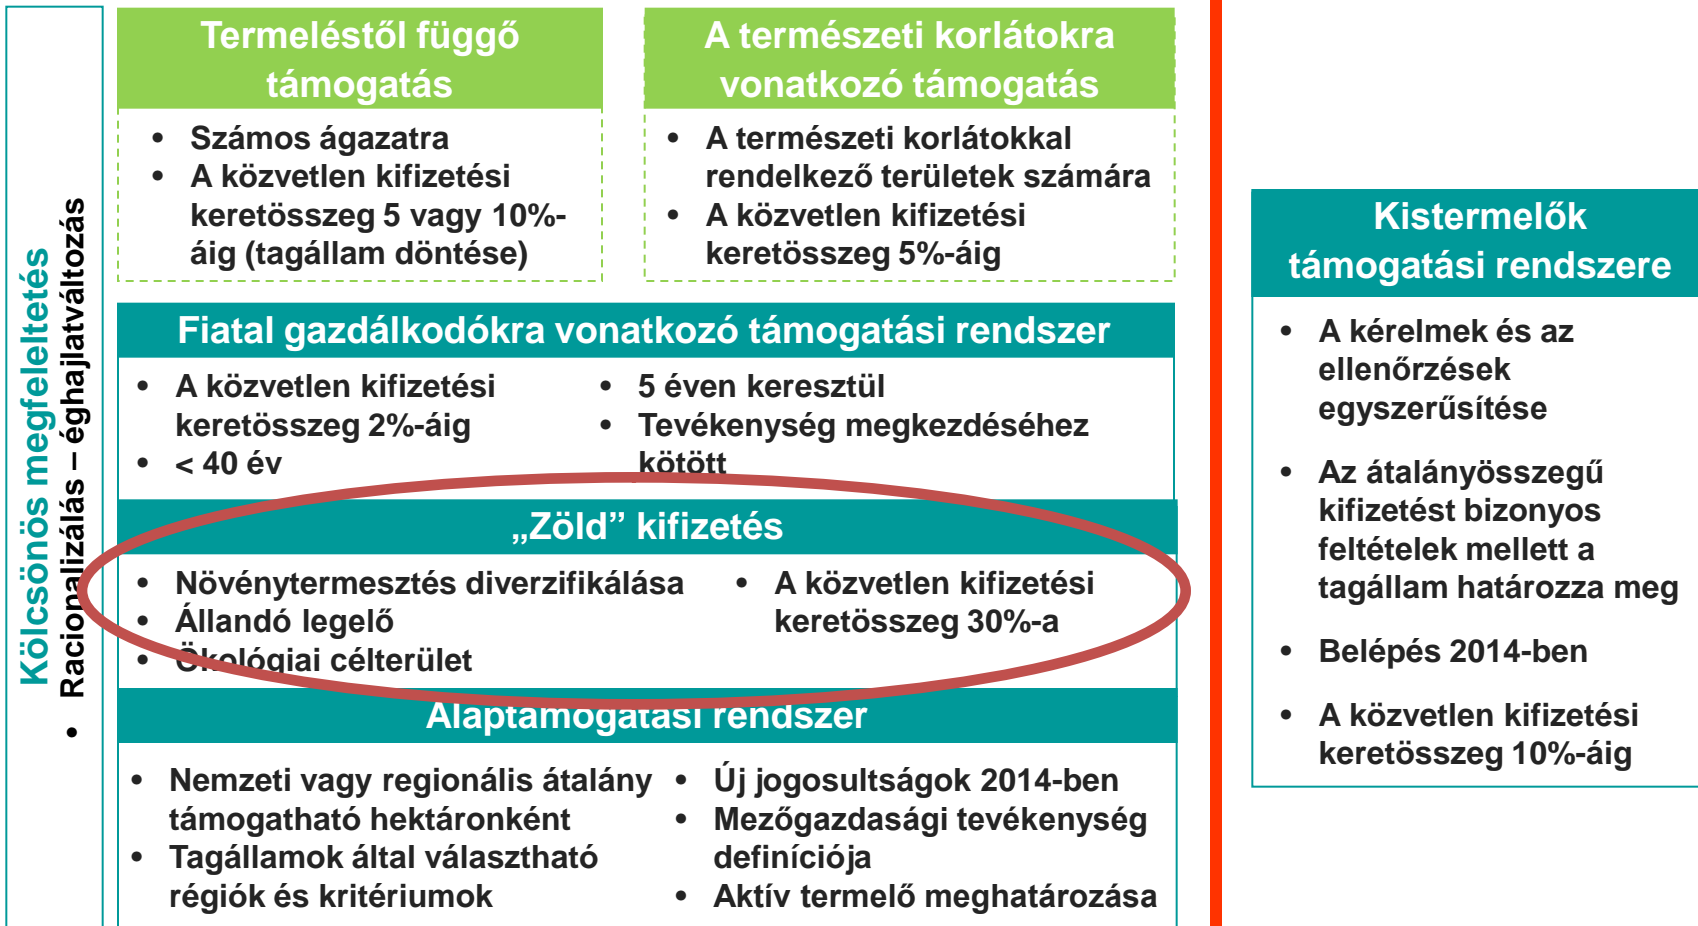 Kölcsönös megfeleltetés
• Racionalizálás – éghajlatváltozás
Termeléstől függő
támogatás
• Számos ágazatra
• A közvetlen kifizetési
keretösszeg 5 vagy 10%-
áig (tagállam döntése)
A természeti korlátokra
vonatkozó támogatás
• A természeti korlátokkal
rendelkező területek számára
• A közvetlen kifizetési
keretösszeg 5%-áig
Fiatal gazdálkodókra vonatkozó támogatási rendszer
• A közvetlen kifizetési
keretösszeg 2%-áig
• < 40 év
• 5 éven keresztül
• Tevékenység megkezdéséhez
kötött
„Zöld” kifizetés
• Növénytermesztés diverzifikálása
• Állandó legelő
• Ökológiai célterület
• A közvetlen kifizetési
keretösszeg 30%-a
Alaptámogatási rendszer
• Nemzeti vagy regionális átalány
támogatható hektáronként
• Tagállamok által választható
régiók és kritériumok
• Új jogosultságok 2014-ben
• Mezőgazdasági tevékenység
definíciója
• Aktív termelő meghatározása
Kistermelők
támogatási rendszere
• A kérelmek és az
ellenőrzések
egyszerűsítése
• Az átalányösszegű
kifizetést bizonyos
feltételek mellett a
tagállam határozza meg
• Belépés 2014-ben
• A közvetlen kifizetési
keretösszeg 10%-áig